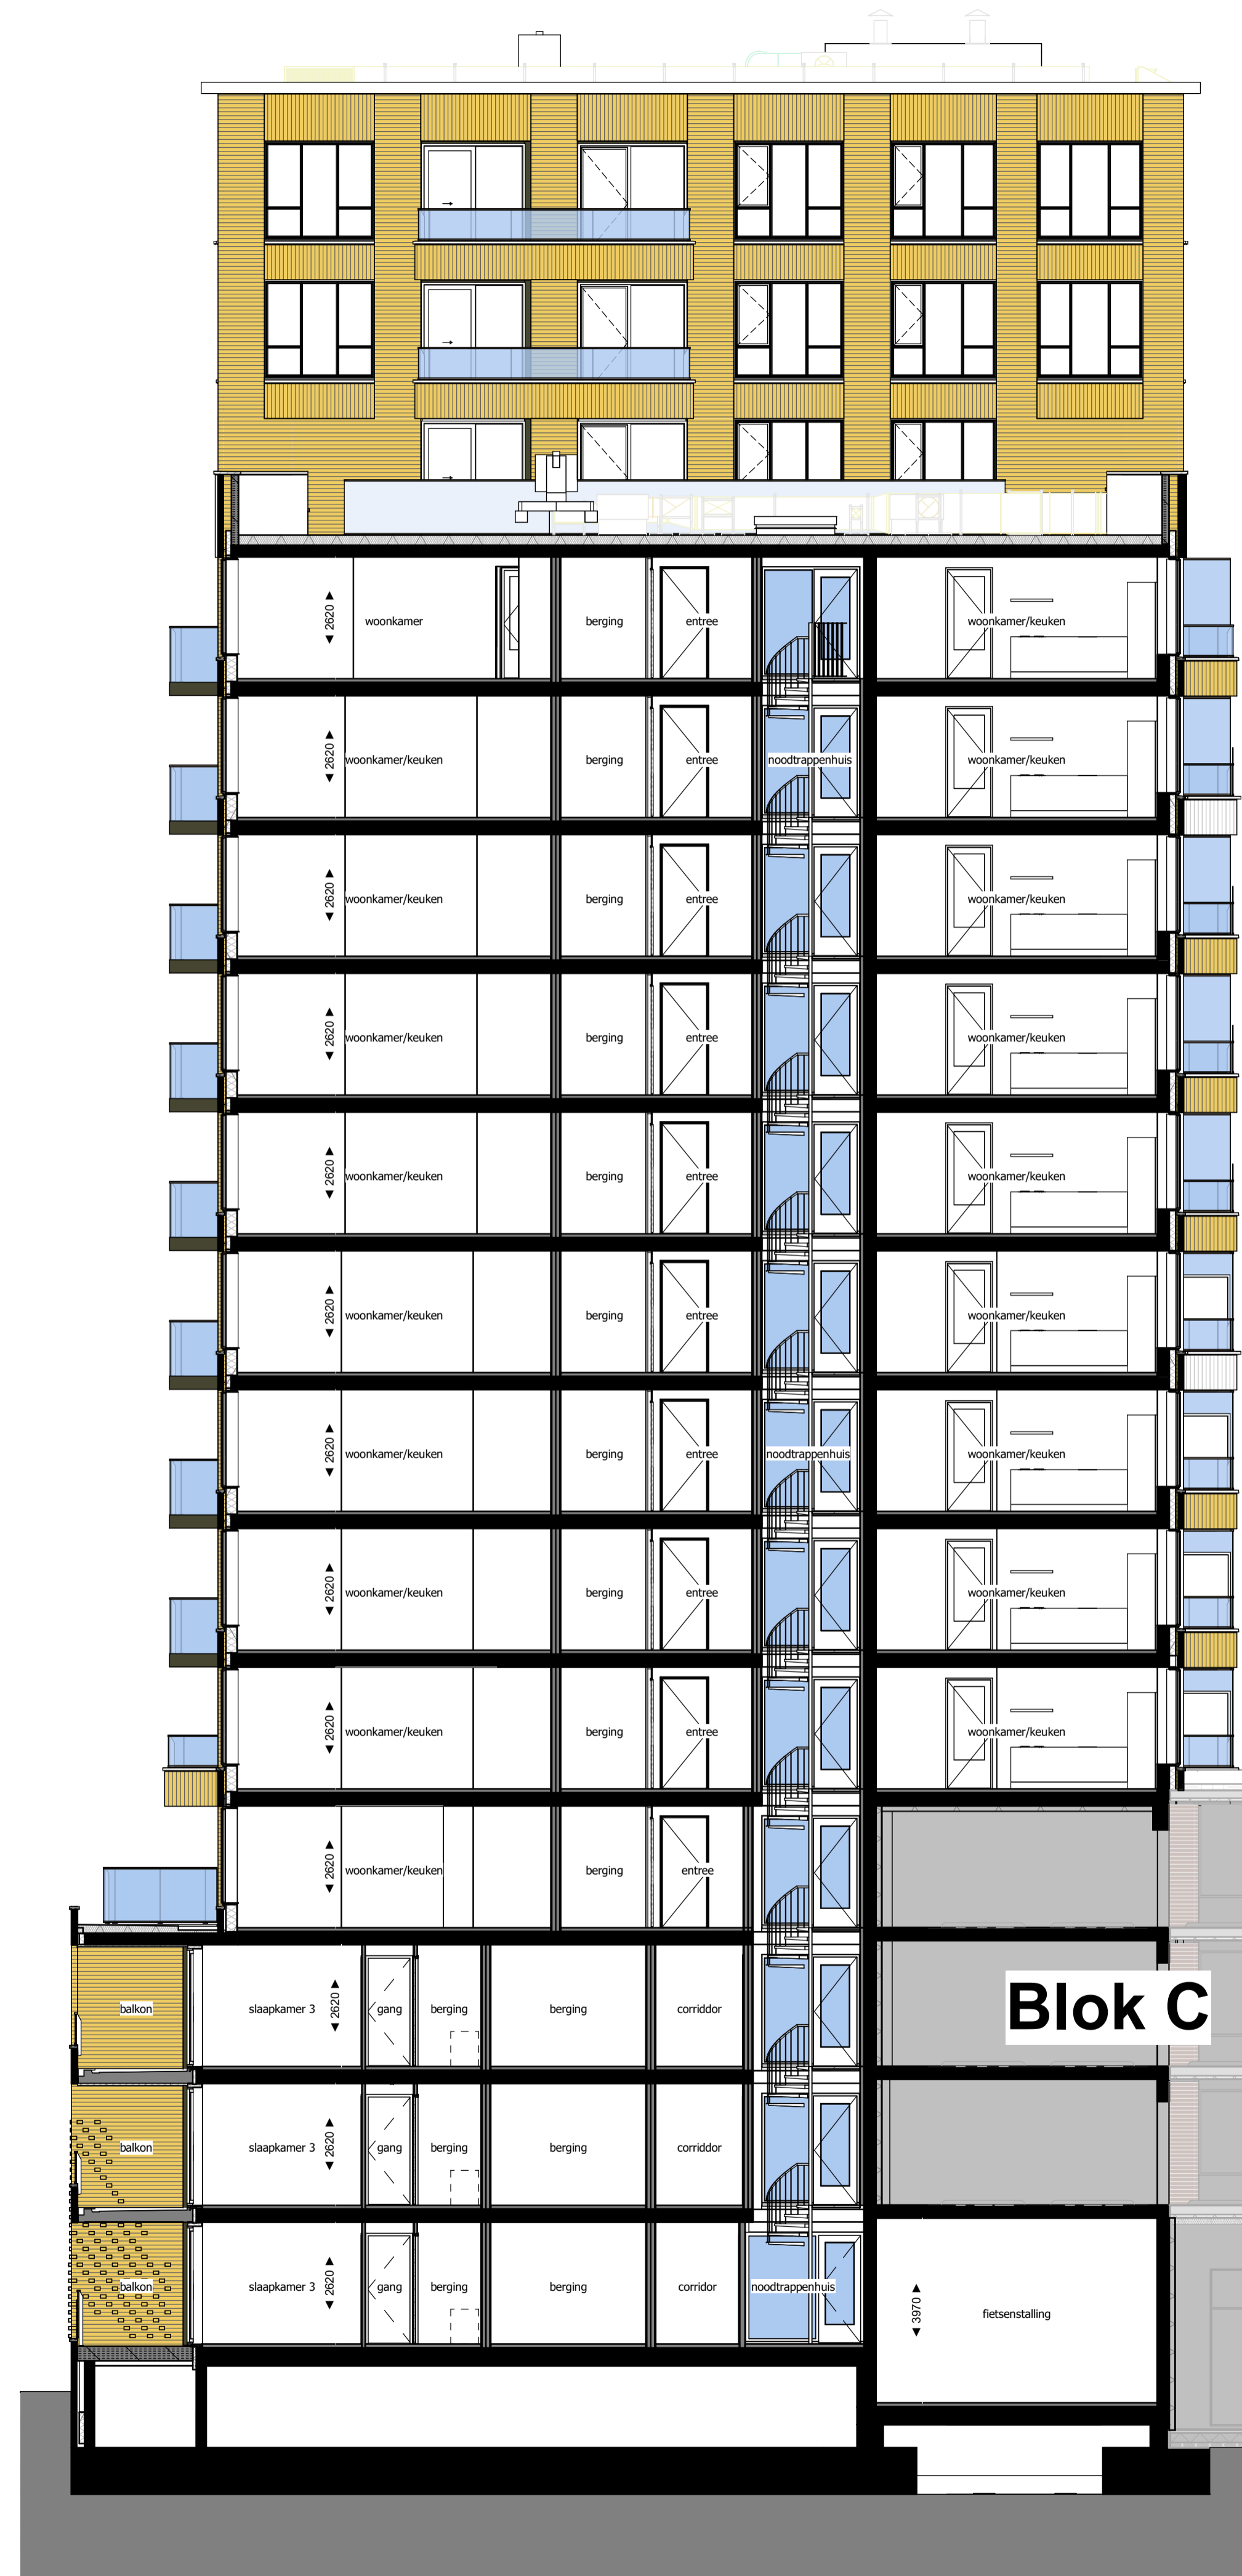 2620 woonkamer berging entree woonkamer/keuken
2620 woonkamer/keuken berging entree noodtrappenhuis woonkamer/keuken
2620 woonkamer/keuken berging entree woonkamer/keuken
2620 woonkamer/keuken berging entree woonkamer/keuken
2620 woonkamer/keuken berging entree woonkamer/keuken
2620 woonkamer/keuken berging entree woonkamer/keuken
2620 woonkamer/keuken berging entree noodtrappenhuis woonkamer/keuken
2620 woonkamer/keuken berging entree woonkamer/keuken
2620 woonkamer/keuken berging entree woonkamer/keuken
2620 woonkamer/keuken berging entree
Blok C
balkon slaapkamer 3 2620 gang berging berging corriddor
balkon slaapkamer 3 2620 gang berging berging corriddor
balkon slaapkamer 3 2620 gang berging berging corridor noodtrappenhuis
3970 fietsenstalling